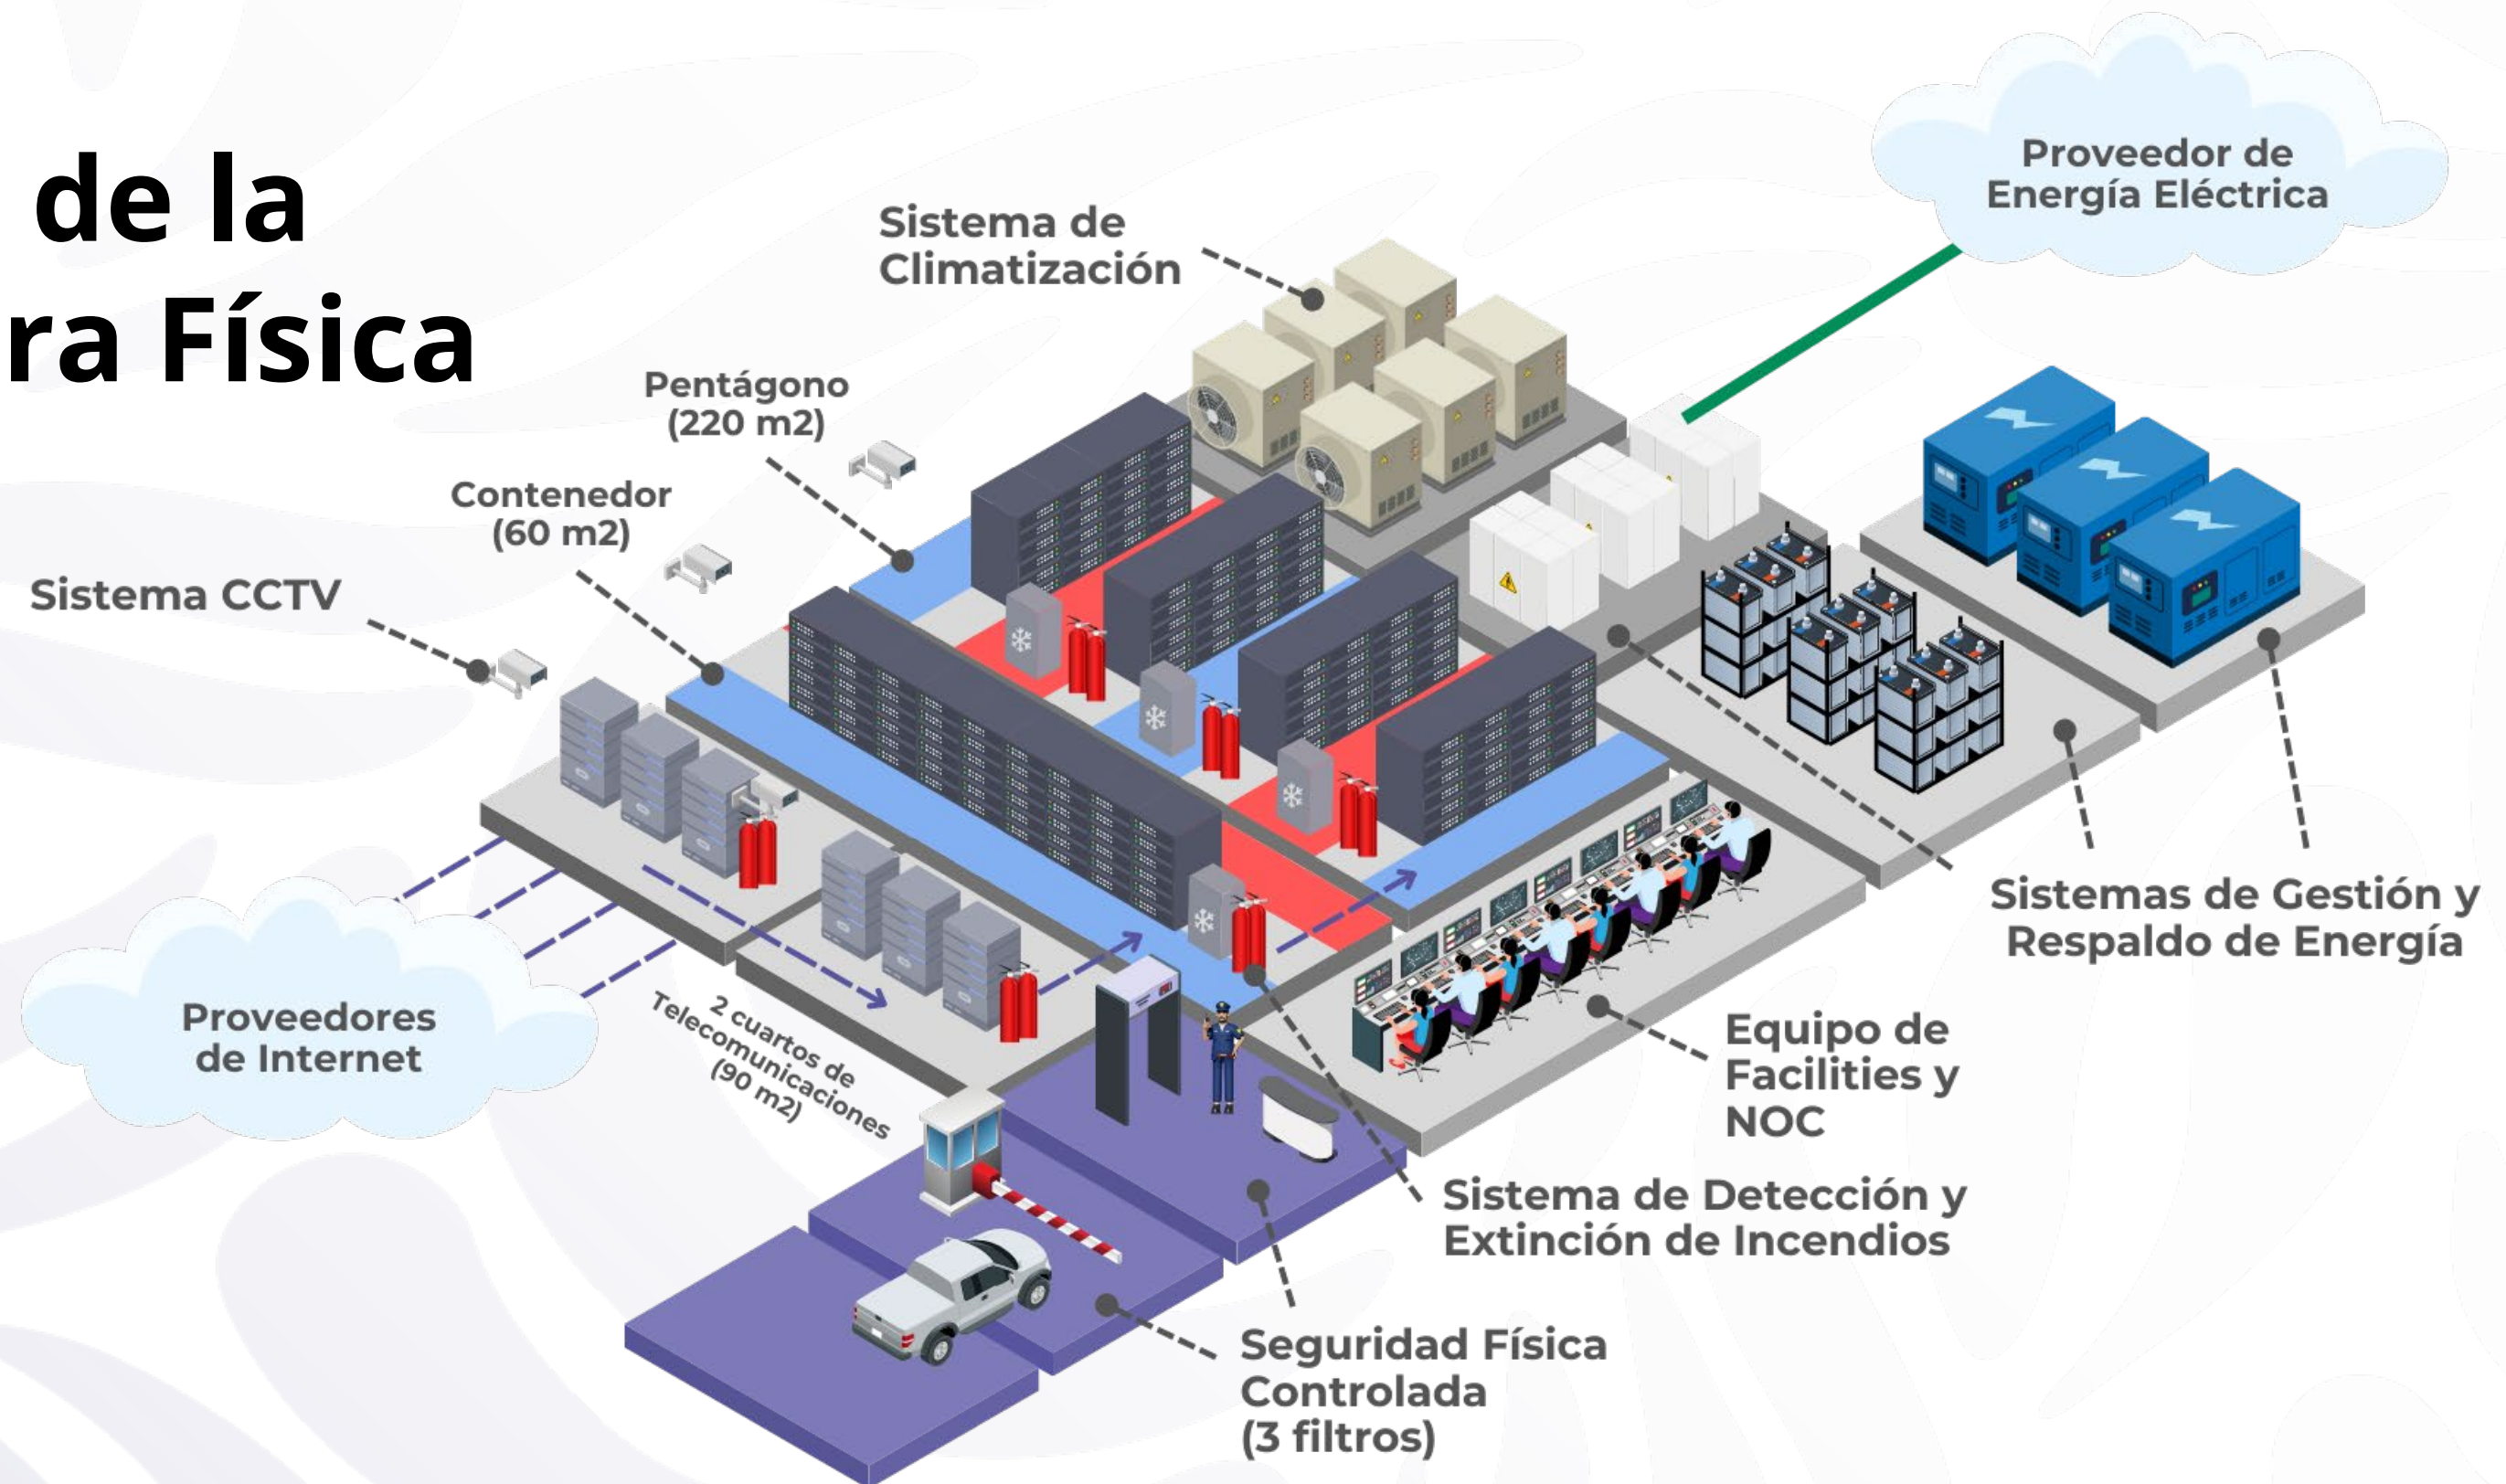 de la
ra Física
Proveedor de
Energía Eléctrica
Sistema de
Climatización
Pentágono
(220 m2)
Contenedor
(60 m2)
Sistema CCTV
Sistemas de Gestión y
Respaldo de Energía
Proveedores
de Internet
2 cuartos de
Telecomunicaciones
(90 m2)
Equipo de
Facilities y
NOC
Sistema de Detección y
Extinción de Incendios
Seguridad Física
Controlada
(3 filtros)